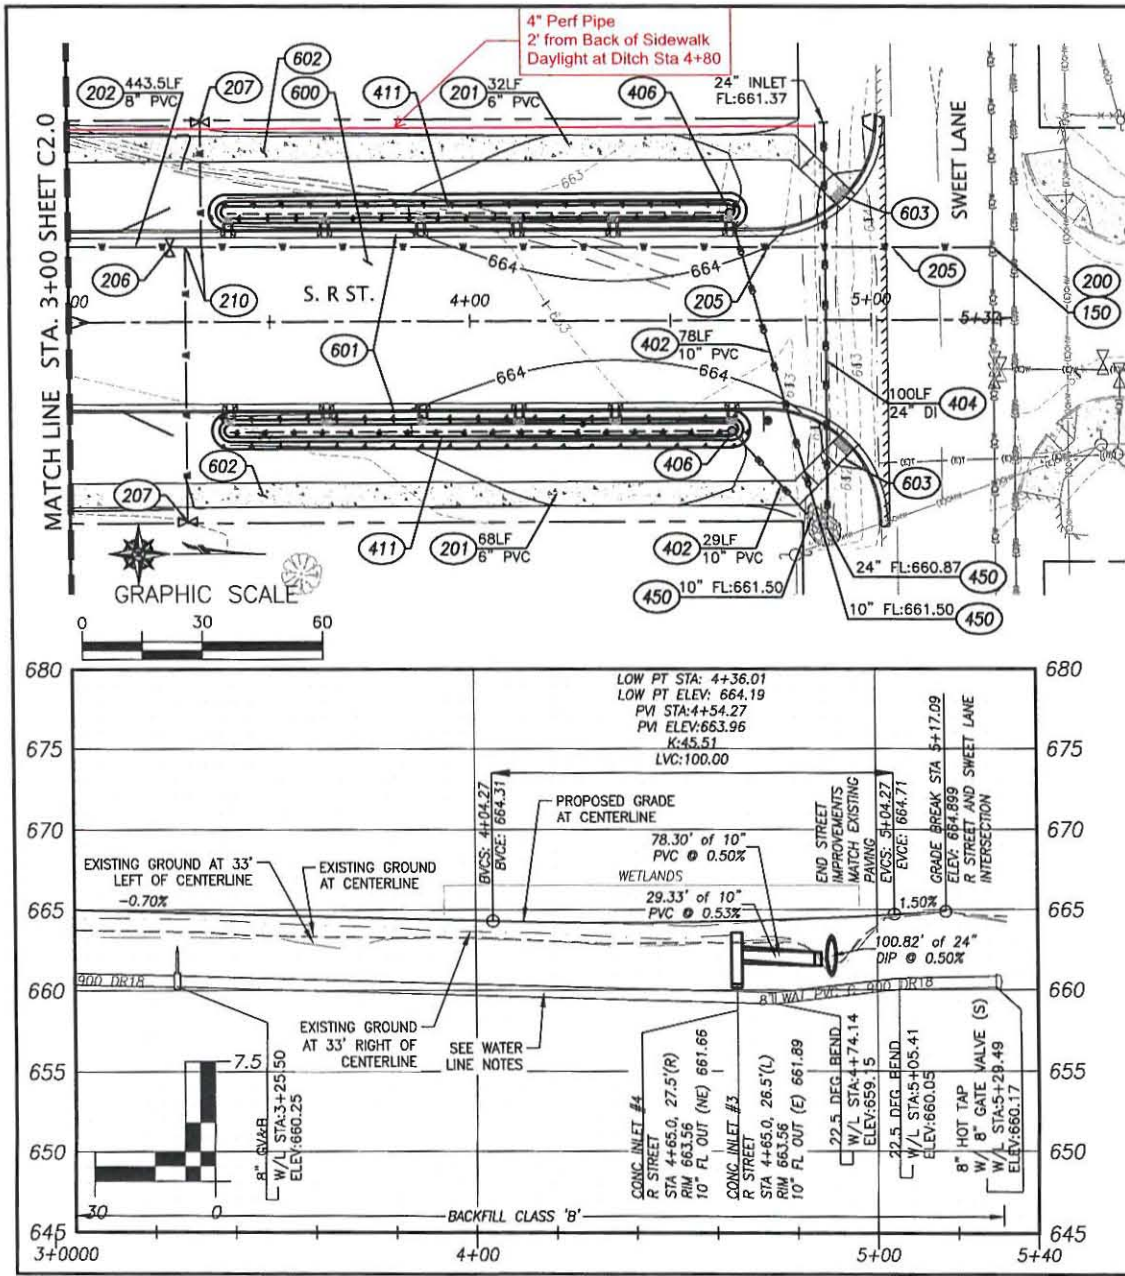 4" Perf Pipe
2' from Back of Sidewalk
Daylight at Ditch Sta 4+80
202
443.5LF
8" PVC
207
602
600
411
201
32LF
6" PVC
406
24" INLET
FL:661.37
SWEET LANE
MATCH LINE STA. 3+00 SHEET C2.0
663
603
206
210
664
664
205
205
200
150
S. R ST.
4+00
5+00
663
601
402
78LF
10" PVC
664
664
663
100LF
24" DI
404
602
406
603
207
411
201
68LF
6" PVC
402
29LF
10" PVC
24" FL:660.87
450
450
10" FL:661.50
10" FL:661.50
450
GRAPHIC SCALE
0 30 60
680
675
670
665
660
655
650
645
680
675
670
665
660
655
650
645
LOW PT STA: 4+36.01
LOW PT ELEV: 664.19
PVI STA:4+54.27
PVI ELEV:663.96
K:45.51
LVC:100.00
BVCS: 4+04.27
BVCE: 664.31
PROPOSED GRADE
AT CENTERLINE
END STREET
IMPROVEMENTS
MATCH EXISTING
PAVING
EVCS: 5+04.27
EVCE: 664.71
GRADE BREAK STA 5+17.09
ELEV: 664.899
R STREET AND SWEET LANE
INTERSECTION
EXISTING GROUND AT 33'
LEFT OF CENTERLINE
-0.70%
EXISTING GROUND
AT CENTERLINE
78.30' of 10"
PVC @ 0.50%
WETLANDS
29.33' of 10"
PVC @ 0.53%
1.50%
100.82' of 24"
DIP @ 0.50%
900 DR18
900 DR18
EXISTING GROUND
AT 33' RIGHT OF
CENTERLINE
SEE WATER
LINE NOTES
7.5
30 0
8" GV&B
W/L STA:3+25.50
ELEV:660.25
CONC INLET #4
R STREET
STA 4+65.0, 27.5'(R)
RIM 663.56
10" FL OUT (NE) 661.66
CONC INLET #3
R STREET
STA 4+65.0, 26.5'(L)
RIM 663.56
10" FL OUT (E) 661.89
22.5 DEG BEND
W/L STA:4+74.14
ELEV:659.15
22.5 DEG BEND
W/L STA:5+05.41
ELEV:660.05
8" HOT TAP
W/ 8" GATE VALVE (S)
W/L STA:5+29.49
ELEV:660.17
BACKFILL CLASS 'B'
3+0000 4+00 5+00 5+40